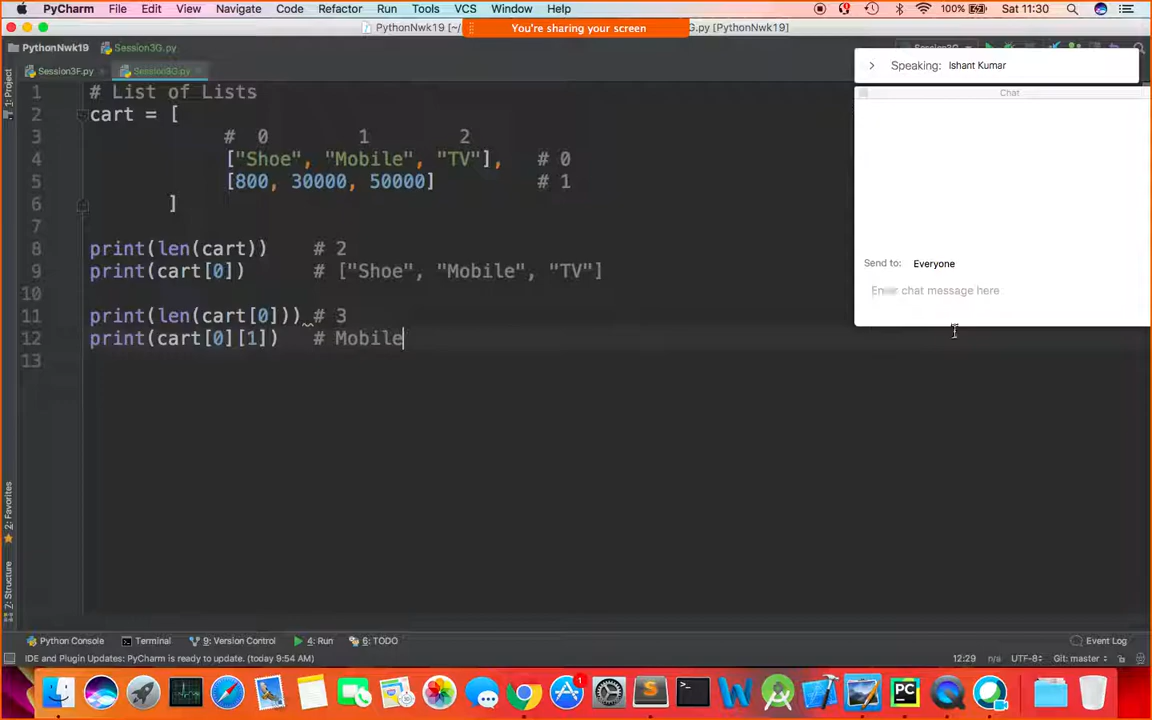 PyCharm File Edit View Navigate Code Refactor Run Tools VCS Window Help 100% Sat 11:30
PythonNwk19 [~/ You're sharing your screen G.py [PythonNwk19]
PythonNwk19 Session3G.py
Session3F.py Session3G.py
Speaking: Ishant Kumar
Chat
1: Project
1 # List of Lists
2 cart = [
3 # 0 1 2
4 ["Shoe", "Mobile", "TV"], # 0
5 [800, 30000, 50000] # 1
6 ]
7
8 print(len(cart)) # 2
9 print(cart[0]) # ["Shoe", "Mobile", "TV"]
10
11 print(len(cart[0])) # 3
12 print(cart[0][1]) # Mobile
13
Send to: Everyone
Enter chat message here
2: Favorites
7: Structure
Python Console Terminal 9: Version Control 4: Run 6: TODO Event Log
IDE and Plugin Updates: PyCharm is ready to update. (today 9:54 AM) 12:29 n/a UTF-8 Git: master
1
PC